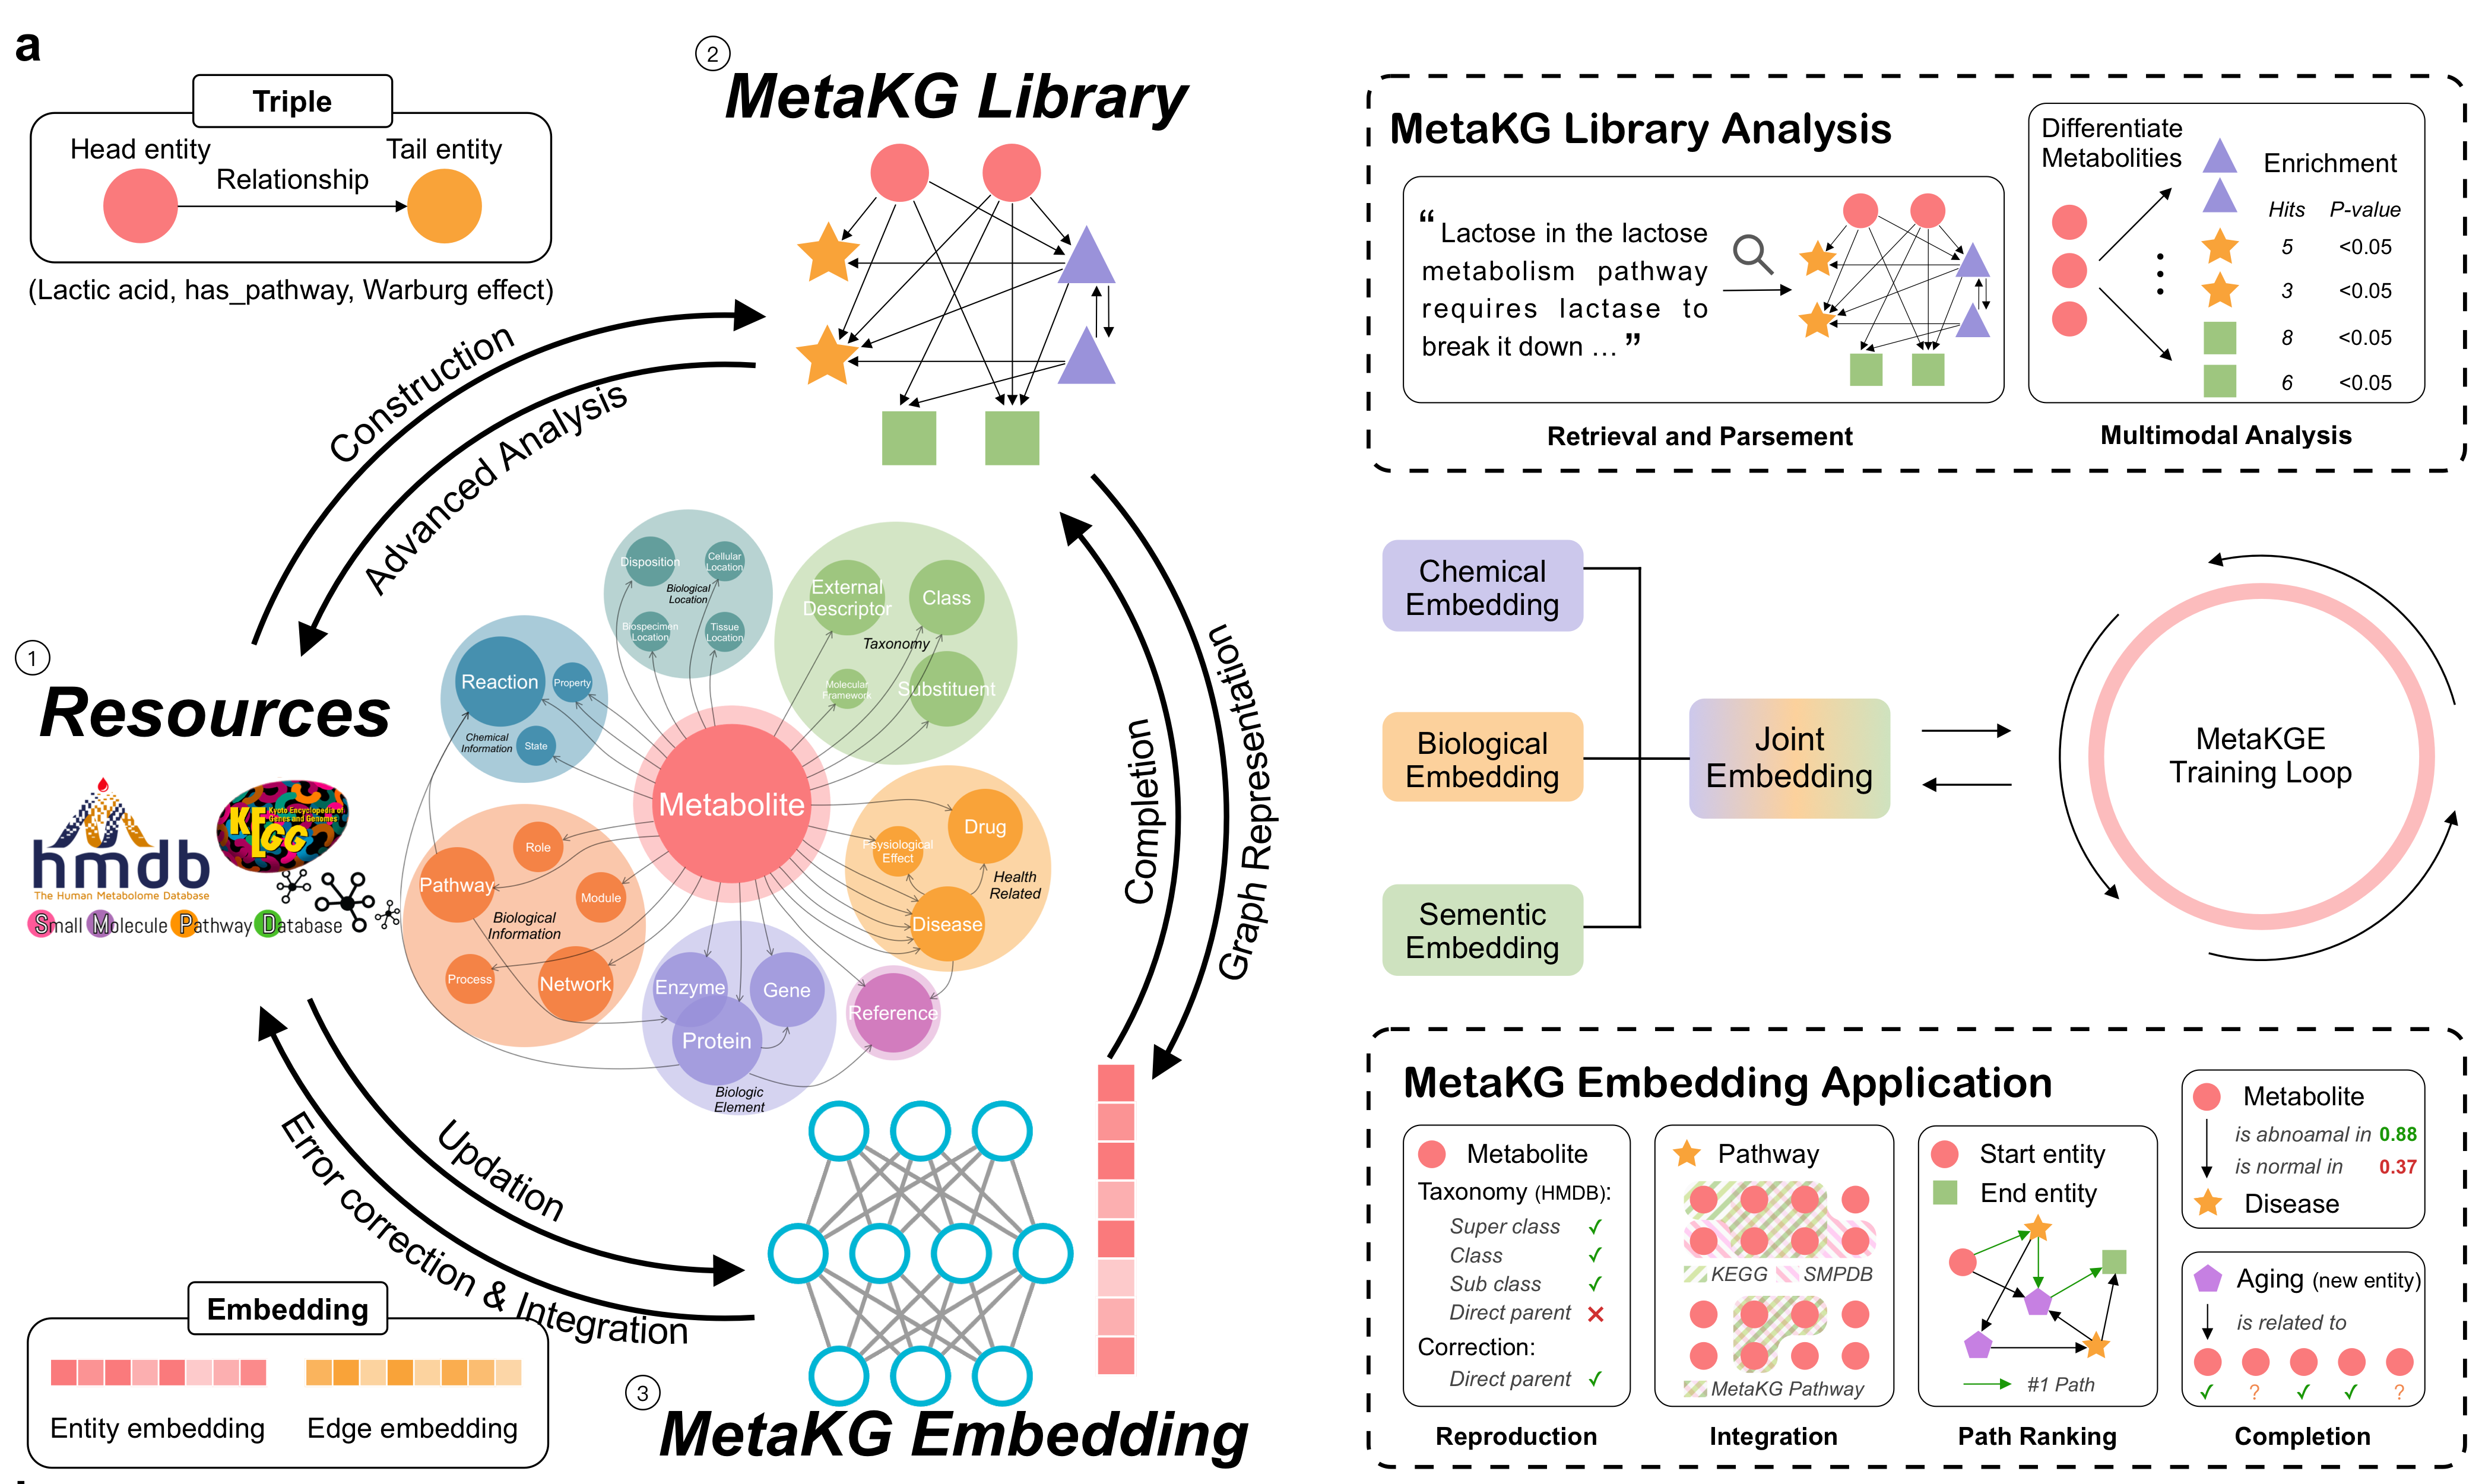 a
Triple
Head entity
Tail entity
Relationship
(Lactic acid, has_pathway, Warburg effect)
2
MetaKG Library
Construction
Advanced Analysis
1
Resources
hmdb
The Human Metabolome Database
KEGG
Kyoto Encyclopedia of
Genes and Genomes
Small Molecule Pathway Database
Disposition
Cellular
Location
Biological
Location
Biospecimen
Location
Tissue
Location
External
Descriptor
Class
Taxonomy
Molecular
Framework
Substituent
Reaction
Property
Chemical
Information
State
Metabolite
Role
Pathway
Module
Biological
Information
Process
Network
Drug
Psysiological
Effect
Health
Related
Disease
Enzyme
Gene
Protein
Biologic
Element
Reference
Completion
Graph Representation
Updation
Error correction & Integration
Embedding
Entity embedding
Edge embedding
3
MetaKG Embedding
MetaKG Library Analysis
“ Lactose in the lactose
metabolism pathway
requires lactase to
break it down ... ”
Retrieval and Parsement
Differentiate
Metabolities
Enrichment
Hits P-value
5 <0.05
3 <0.05
8 <0.05
6 <0.05
Multimodal Analysis
Chemical
Embedding
Biological
Embedding
Sementic
Embedding
Joint
Embedding
MetaKGE
Training Loop
MetaKG Embedding Application
Metabolite
Taxonomy (HMDB):
Super class ✓
Class ✓
Sub class ✓
Direct parent ✕
Correction:
Direct parent ✓
Reproduction
Pathway
KEGG SMPDB
MetaKG Pathway
Integration
Start entity
End entity
#1 Path
Path Ranking
Metabolite
is abnoamal in 0.88
is normal in 0.37
Disease
Aging (new entity)
is related to
✓ ? ✓ ✓ ?
Completion